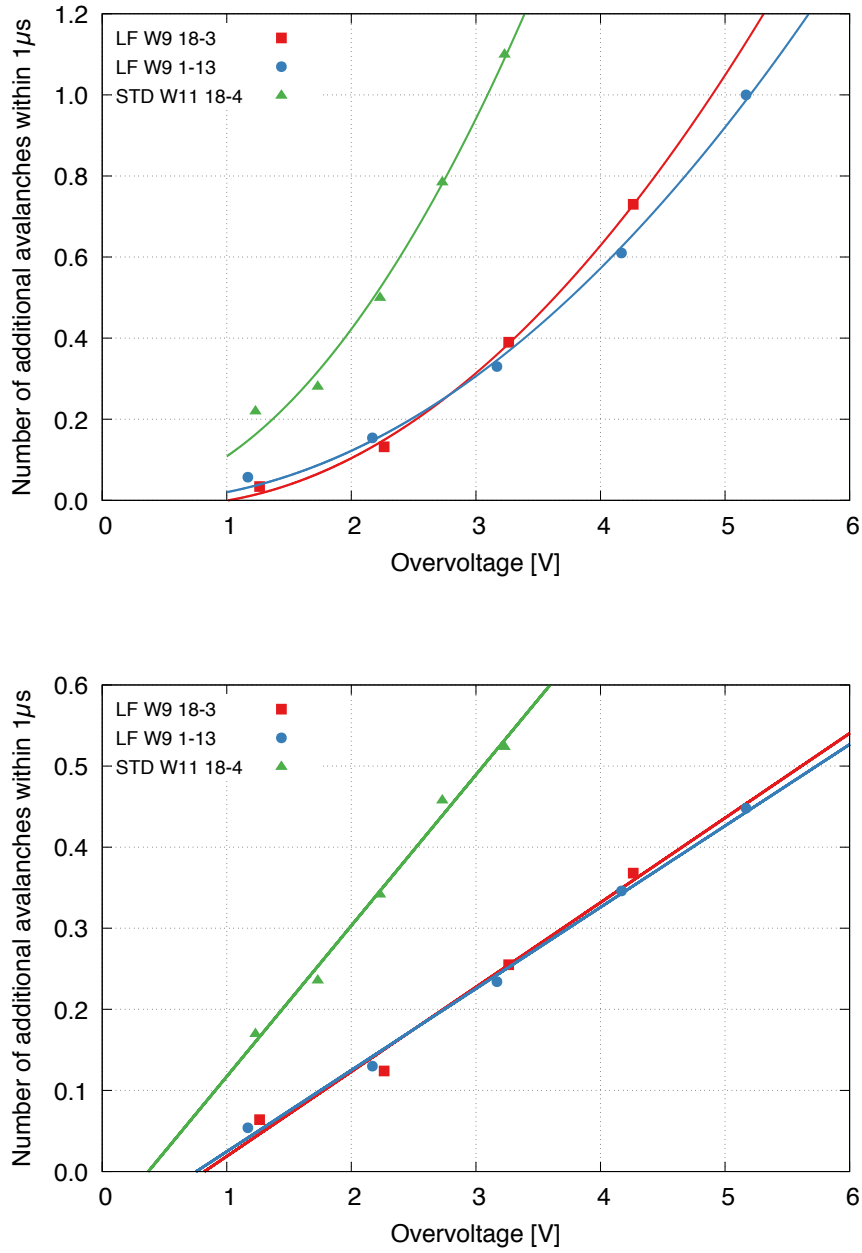 1.2
1.0
0.8
0.6
0.4
0.2
0.0
Number of additional avalanches within 1µs
LF W9 18-3
LF W9 1-13
STD W11 18-4
0 1 2 3 4 5 6
Overvoltage [V]
0.6
0.5
0.4
0.3
0.2
0.1
0.0
Number of additional avalanches within 1µs
LF W9 18-3
LF W9 1-13
STD W11 18-4
0 1 2 3 4 5 6
Overvoltage [V]